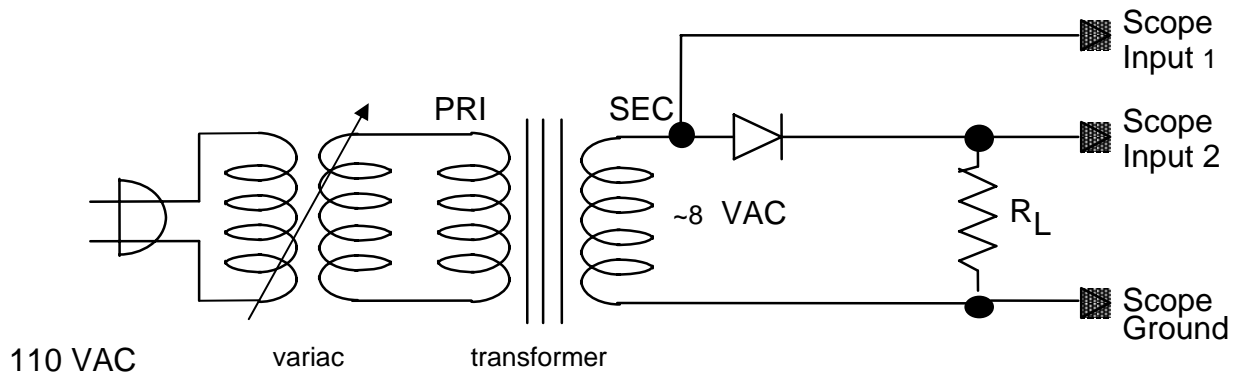 Scope
Input 1
PRI
SEC
Scope
Input 2
~8 VAC
RL
Scope
Ground
110 VAC
variac
transformer